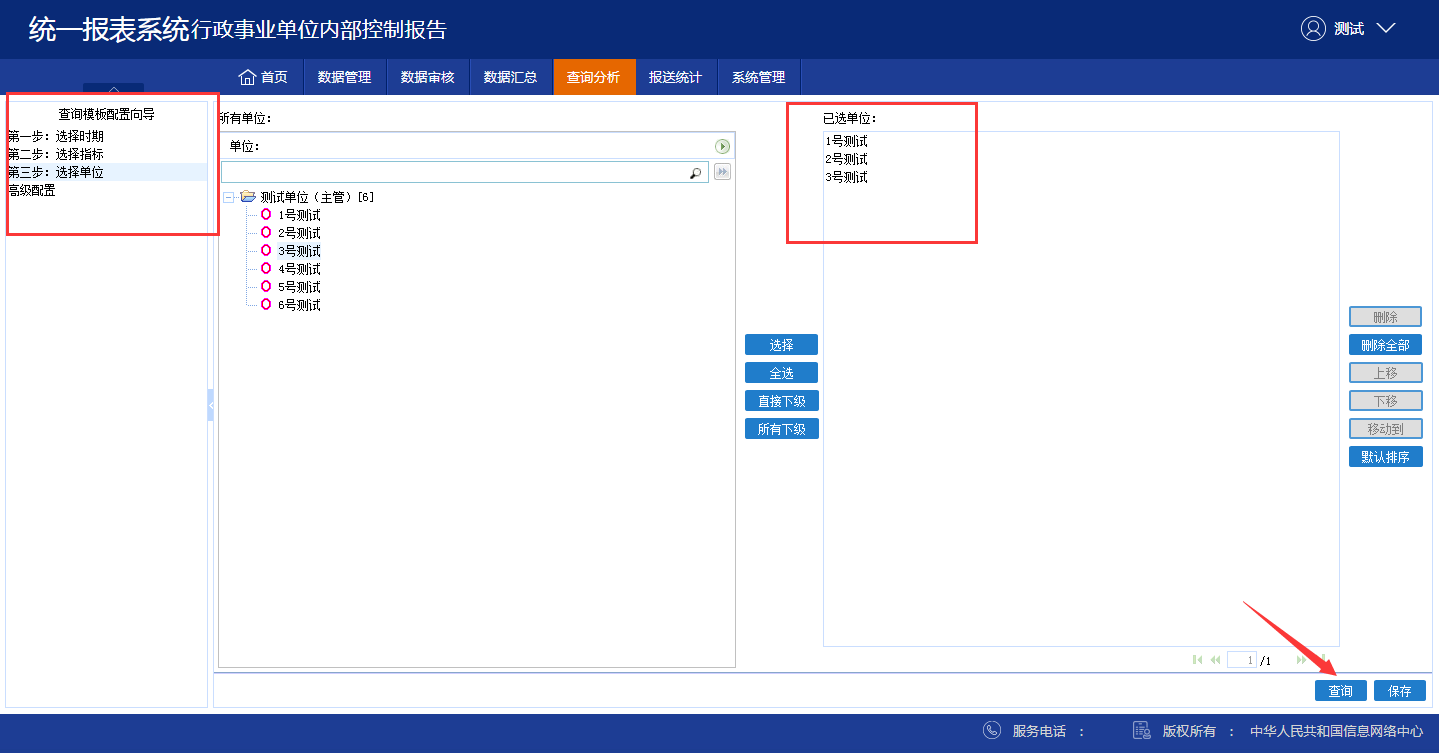 统一报表系统行政事业单位内部控制报告
测试
首页
数据管理
数据审核
数据汇总
查询分析
报送统计
系统管理
查询模板配置向导
第一步：选择时期
第二步：选择指标
第三步：选择单位
高级配置
所有单位：
单位：
测试单位（主管）[6]
1号测试
2号测试
3号测试
4号测试
5号测试
6号测试
选择
全选
直接下级
所有下级
已选单位：
1号测试
2号测试
3号测试
删除
删除全部
上移
下移
移动到
默认排序
1 /1
查询
保存
服务电话 ：
版权所有 ： 中华人民共和国信息网络中心